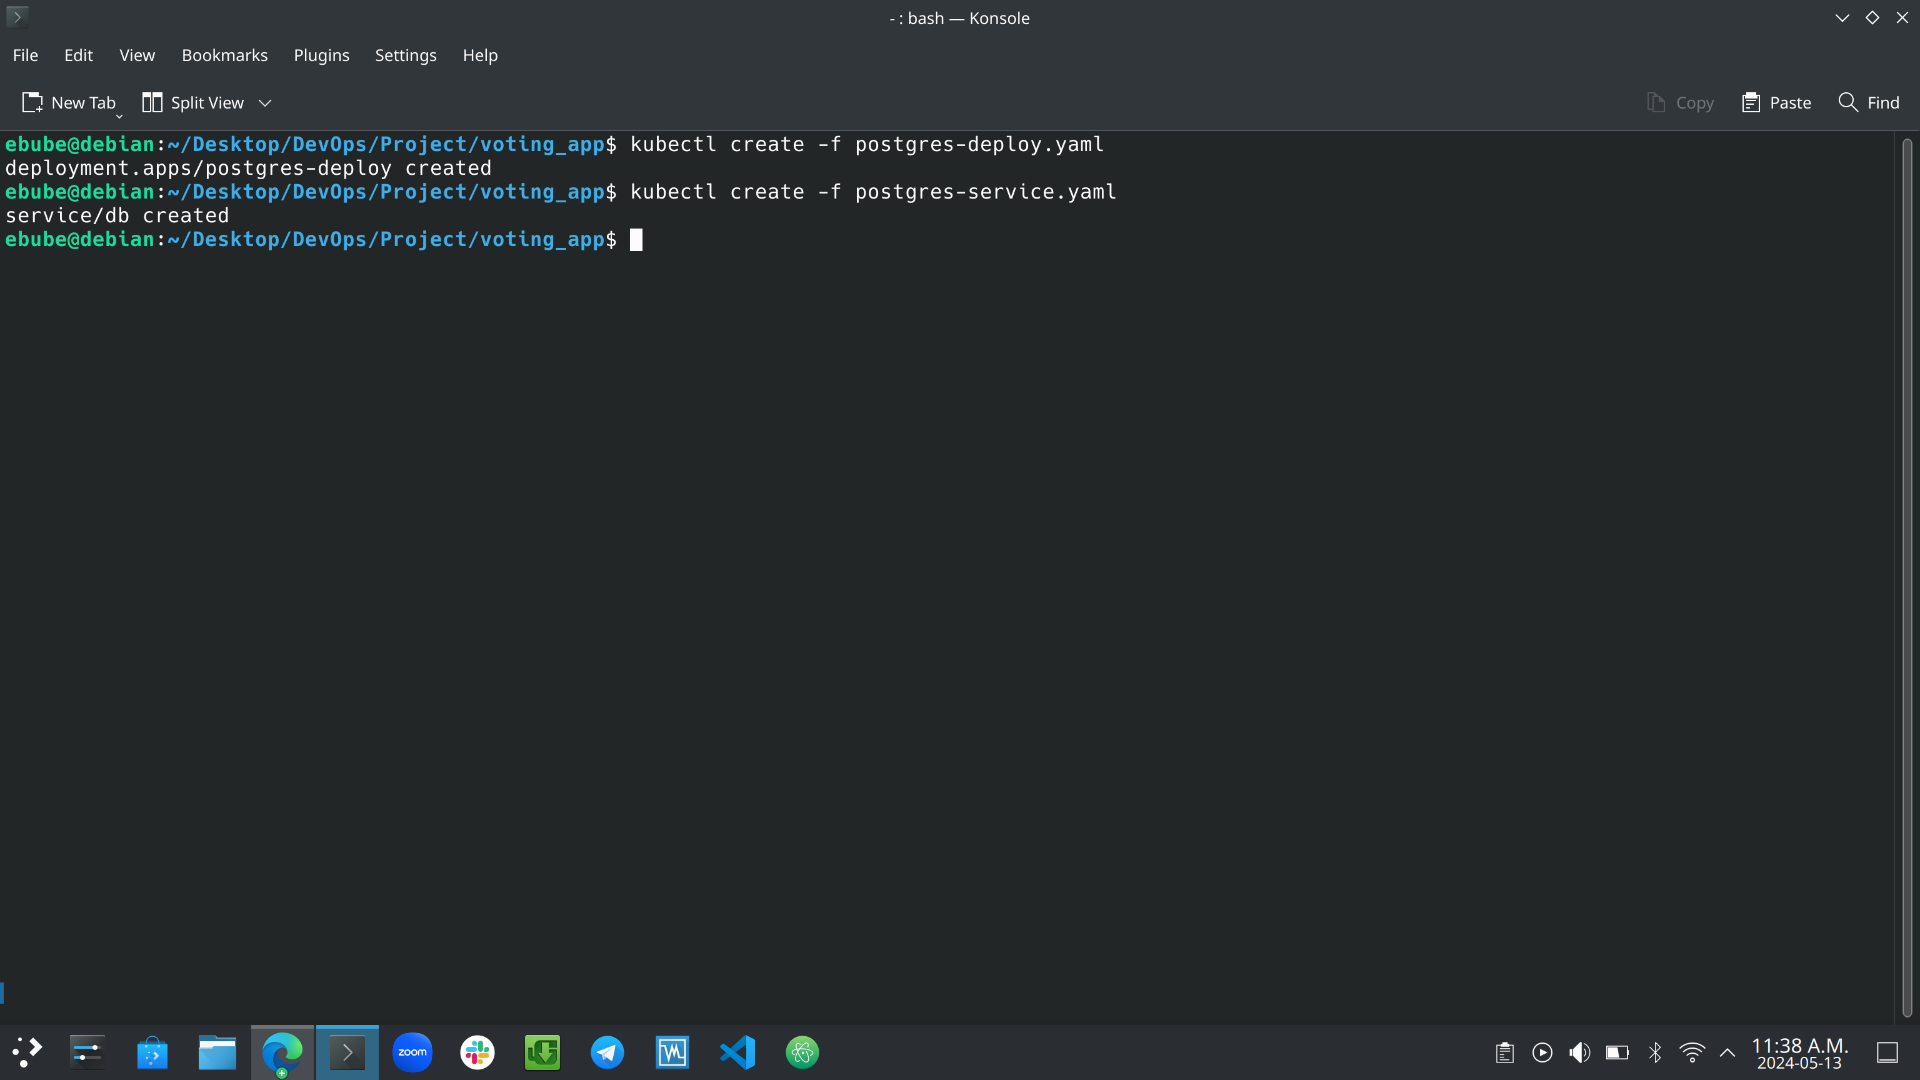 - : bash — Konsole
File Edit View Bookmarks Plugins Settings Help
New Tab Split View Copy Paste Find
ebube@debian:~/Desktop/DevOps/Project/voting_app$ kubectl create -f postgres-deploy.yaml
deployment.apps/postgres-deploy created
ebube@debian:~/Desktop/DevOps/Project/voting_app$ kubectl create -f postgres-service.yaml
service/db created
ebube@debian:~/Desktop/DevOps/Project/voting_app$
zoom
11:38 A.M.
2024-05-13